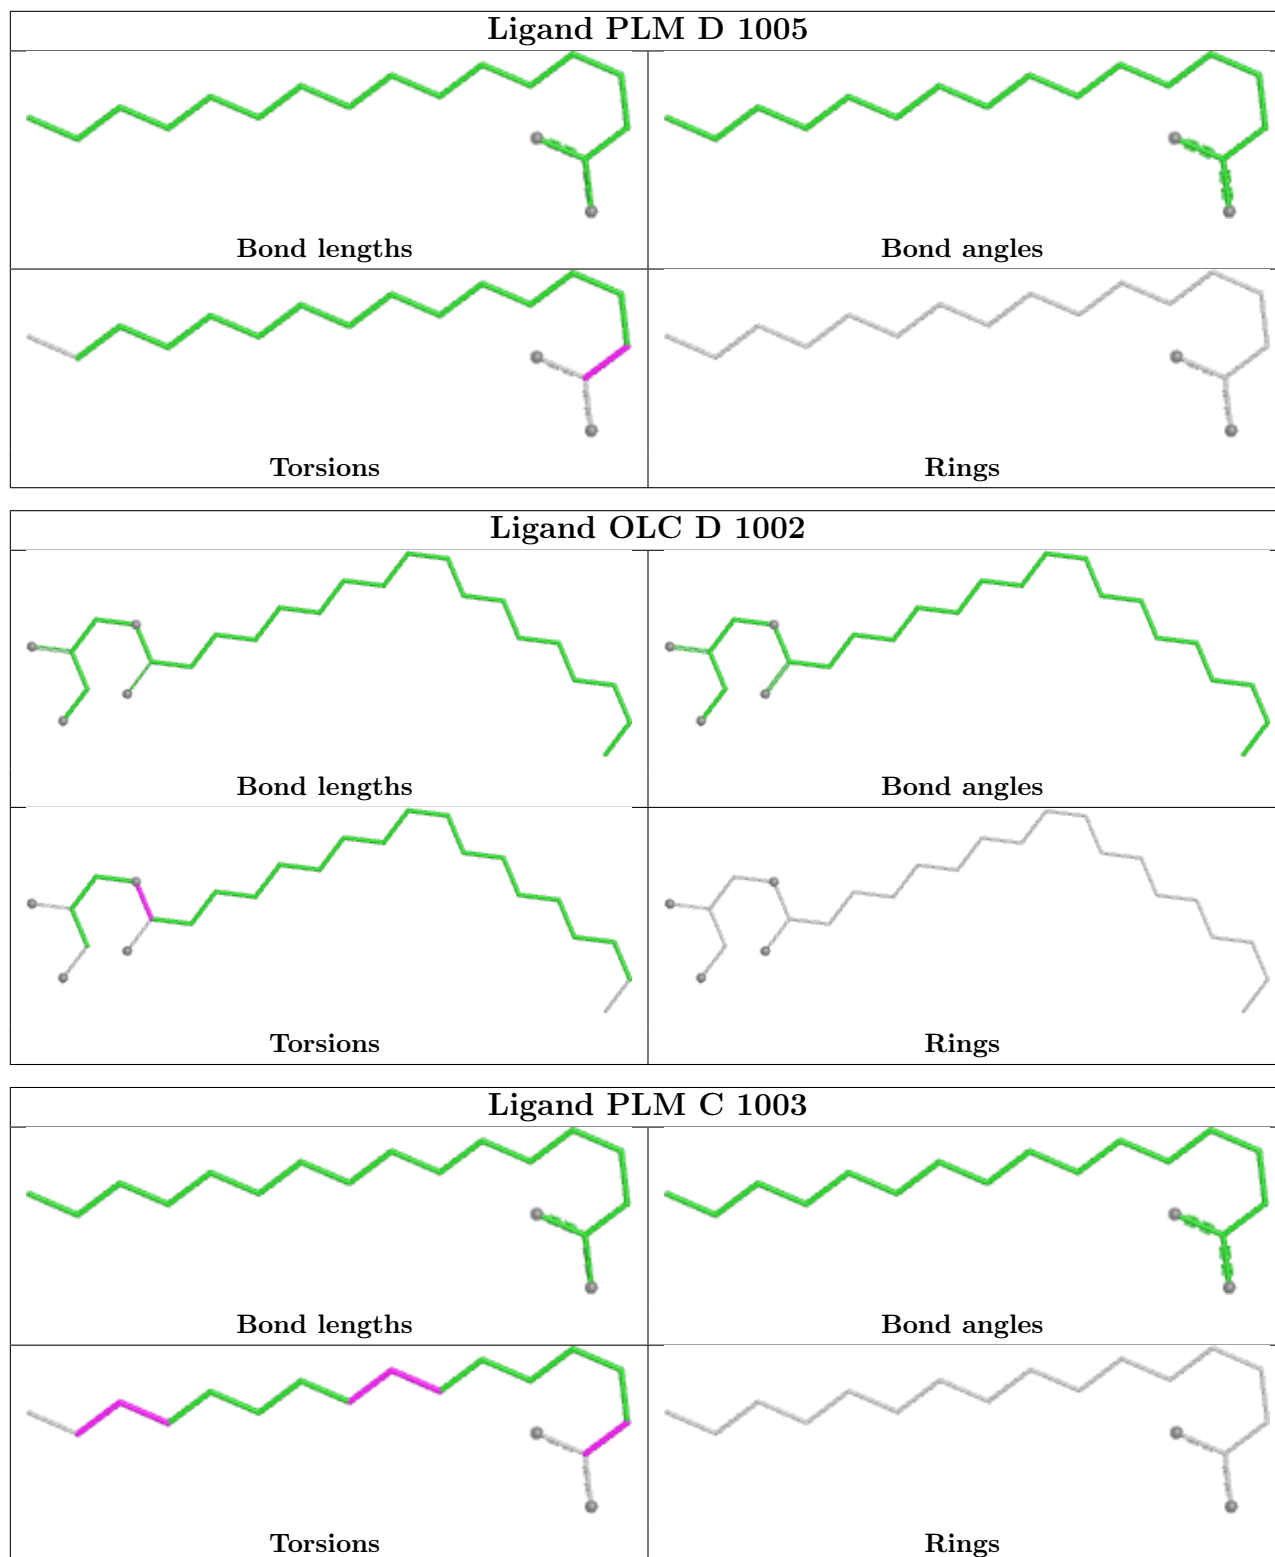 Ligand PLM D 1005
Bond lengths
Bond angles
Torsions
Rings
Ligand OLC D 1002
Bond lengths
Bond angles
Torsions
Rings
Ligand PLM C 1003
Bond lengths
Bond angles
Torsions
Rings